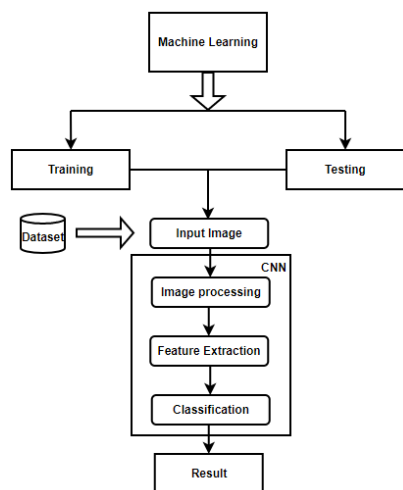 Machine Learning
Training
Testing
Dataset
Input Image
CNN
Image processing
Feature Extraction
Classification
Result